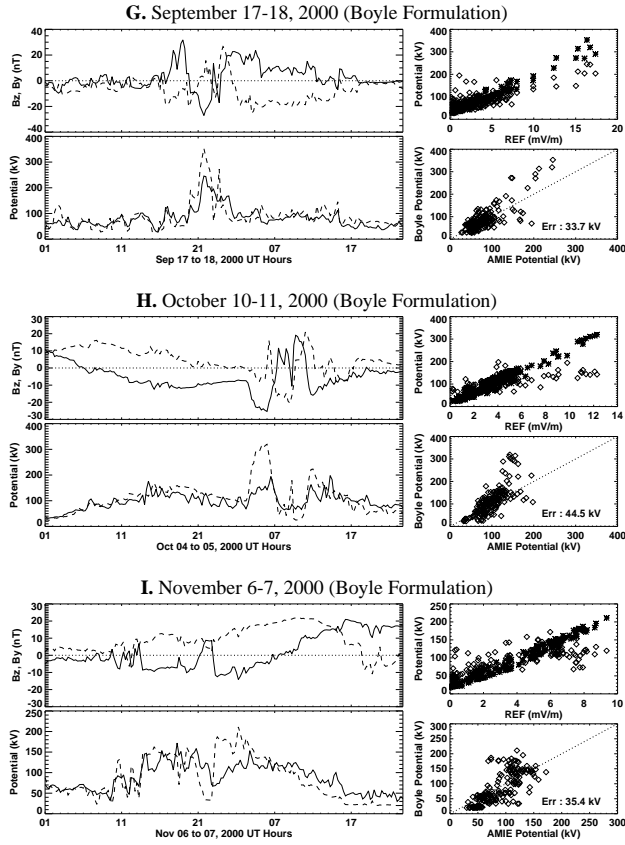 G. September 17-18, 2000 (Boyle Formulation)
Bz, By (nT)
40
20
0
-20
40
Potential (kV)
400
300
200
100
0
01 11 21 07 17
Sep 17 to 18, 2000 UT Hours
Potential (kV)
400
300
200
100
0
0 5 10 15 20
REF (mV/m)
Boyle Potential (kV)
400
300
200
100
0
0 100 200 300 400
AMIE Potential (kV)
Err : 33.7 kV
H. October 10-11, 2000 (Boyle Formulation)
Bz, By (nT)
30
20
10
0
-10
-20
-30
Potential (kV)
400
300
200
100
0
01 11 21 07 17
Oct 04 to 05, 2000 UT Hours
Potential (kV)
400
300
200
100
0
0 2 4 6 8 10 12 14
REF (mV/m)
Boyle Potential (kV)
400
300
200
100
0
0 100 200 300 400
AMIE Potential (kV)
Err : 44.5 kV
I. November 6-7, 2000 (Boyle Formulation)
Bz, By (nT)
30
20
10
0
-10
-20
-30
Potential (kV)
250
200
150
100
50
0
01 11 21 07 17
Nov 06 to 07, 2000 UT Hours
Potential (kV)
250
200
150
100
50
0
0 2 4 6 8 10
REF (mV/m)
Boyle Potential (kV)
300
250
200
150
100
50
0
0 50 100 150 200 250 300
AMIE Potential (kV)
Err : 35.4 kV